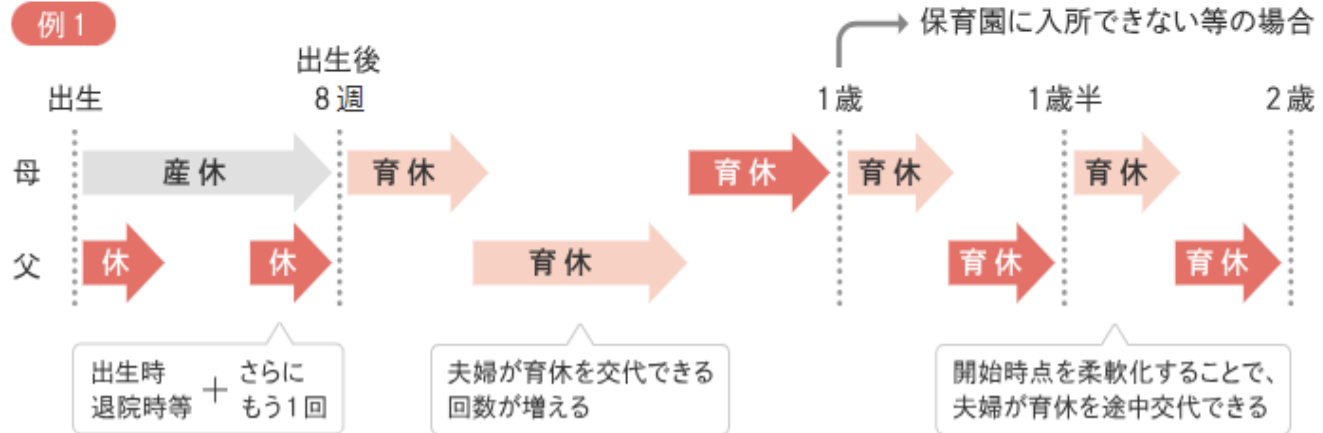 例1
保育園に入所できない等の場合
出生
出生後
8週
1歳
1歳半
2歳
母
産休
育休
育休
育休
育休
父
休
休
育休
育休
育休
出生時
退院時等
+
さらに
もう1回
夫婦が育休を交代できる
回数が増える
開始時点を柔軟化することで、
夫婦が育休を途中交代できる